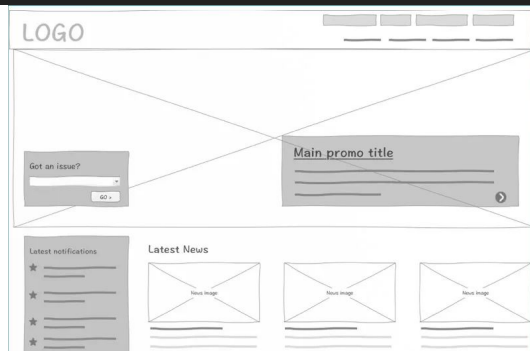 LOGO
Main promo title
Got an issue?
GO »
Latest notifications
Latest News
News image
News image
News image